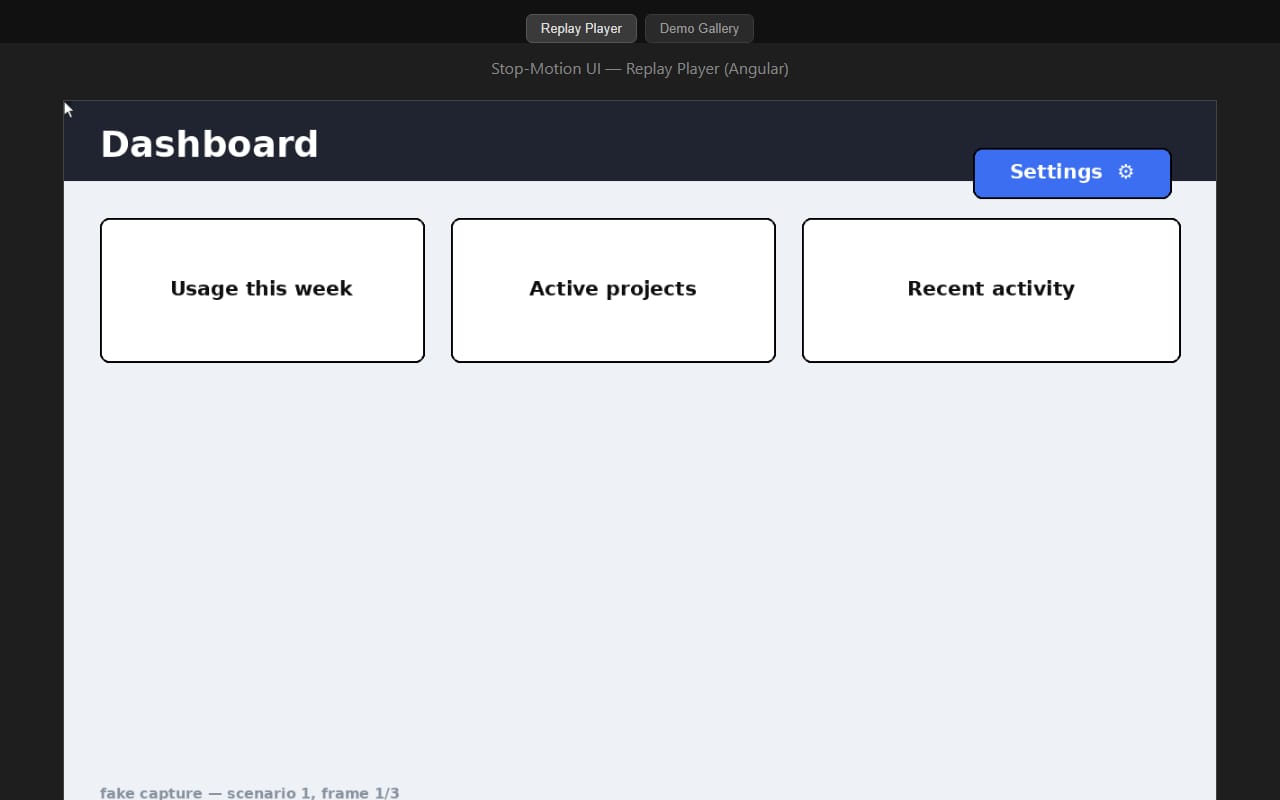 Replay Player
Demo Gallery
Stop-Motion UI — Replay Player (Angular)
Dashboard
Settings ⚙
Usage this week
Active projects
Recent activity
fake capture — scenario 1, frame 1/3